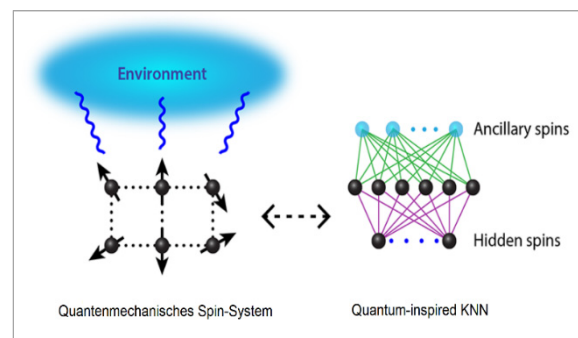 Environment
Ancillary spins
Hidden spins
Quantenmechanisches Spin-System
Quantum-inspired KNN